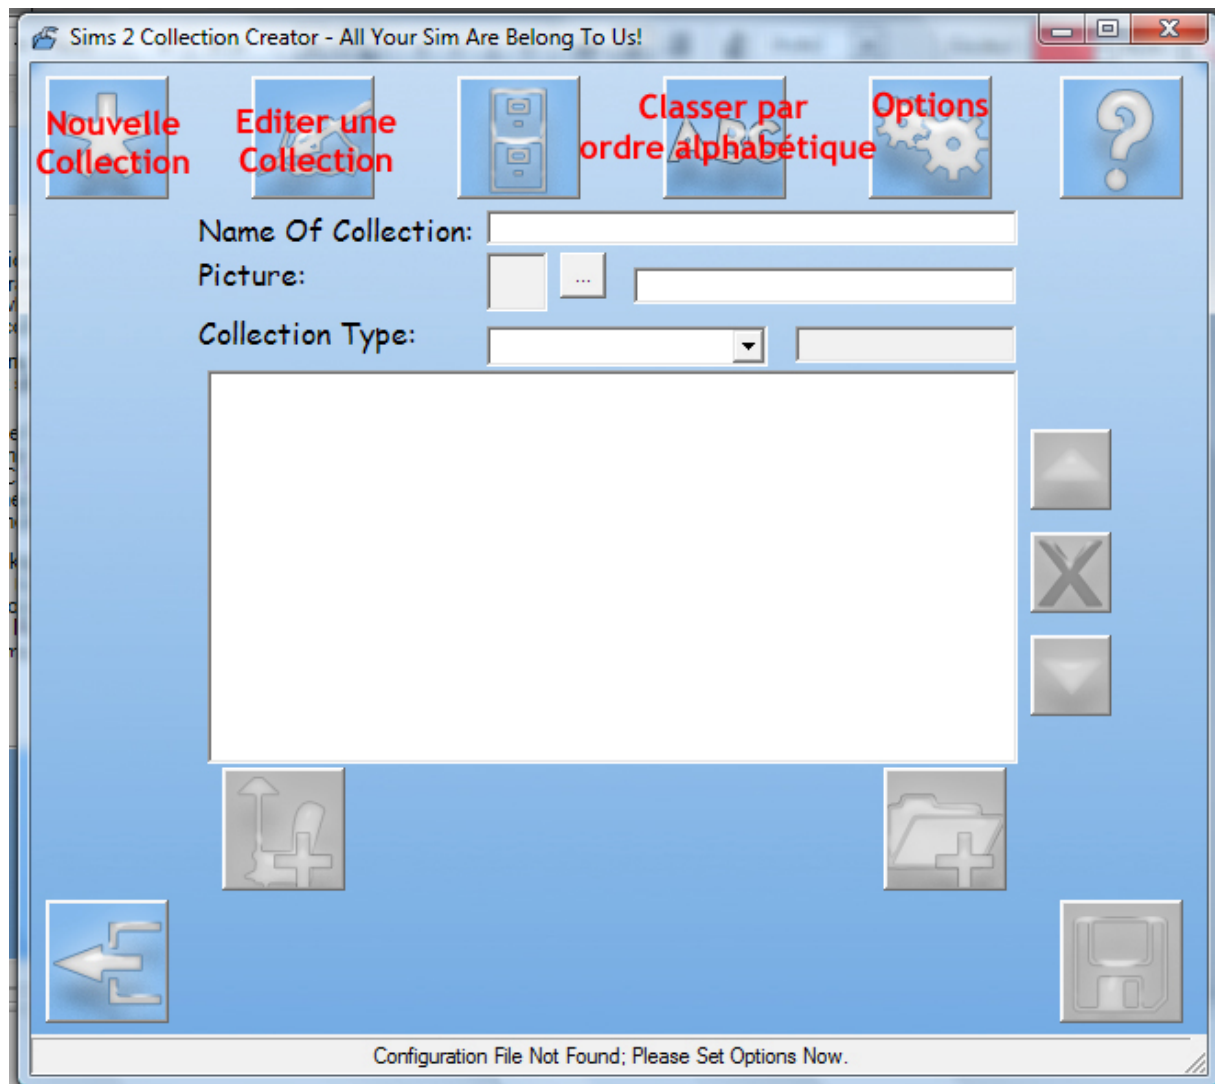 Sims 2 Collection Creator - All Your Sim Are Belong To Us!
Nouvelle
Collection
Editer une
Collection
Classer par
ordre alphabétique
ABC
Options
Name Of Collection:
Picture:
...
Collection Type:
Configuration File Not Found; Please Set Options Now.